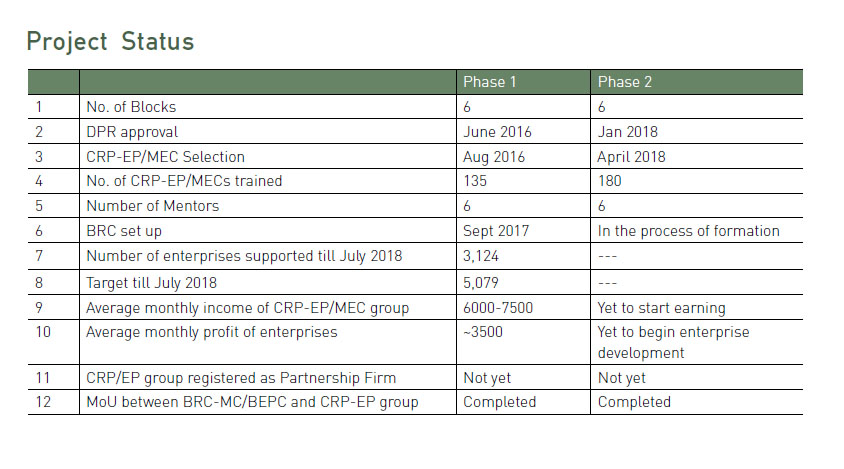 Project Status
Phase 1 Phase 2
1 No. of Blocks 6 6
2 DPR approval June 2016 Jan 2018
3 CRP-EP/MEC Selection Aug 2016 April 2018
4 No. of CRP-EP/MECs trained 135 180
5 Number of Mentors 6 6
6 BRC set up Sept 2017 In the process of formation
7 Number of enterprises supported till July 2018 3,124 ---
8 Target till July 2018 5,079 ---
9 Average monthly income of CRP-EP/MEC group 6000-7500 Yet to start earning
10 Average monthly profit of enterprises ~3500 Yet to begin enterprise
development
11 CRP/EP group registered as Partnership Firm Not yet Not yet
12 MoU between BRC-MC/BEPC and CRP-EP group Completed Completed